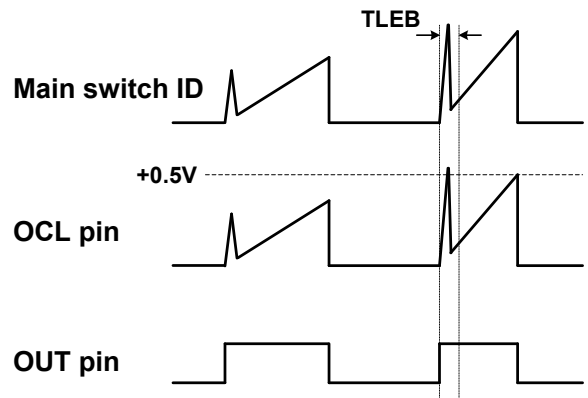 TLEB
Main switch ID
+0.5V
OCL pin
OUT pin